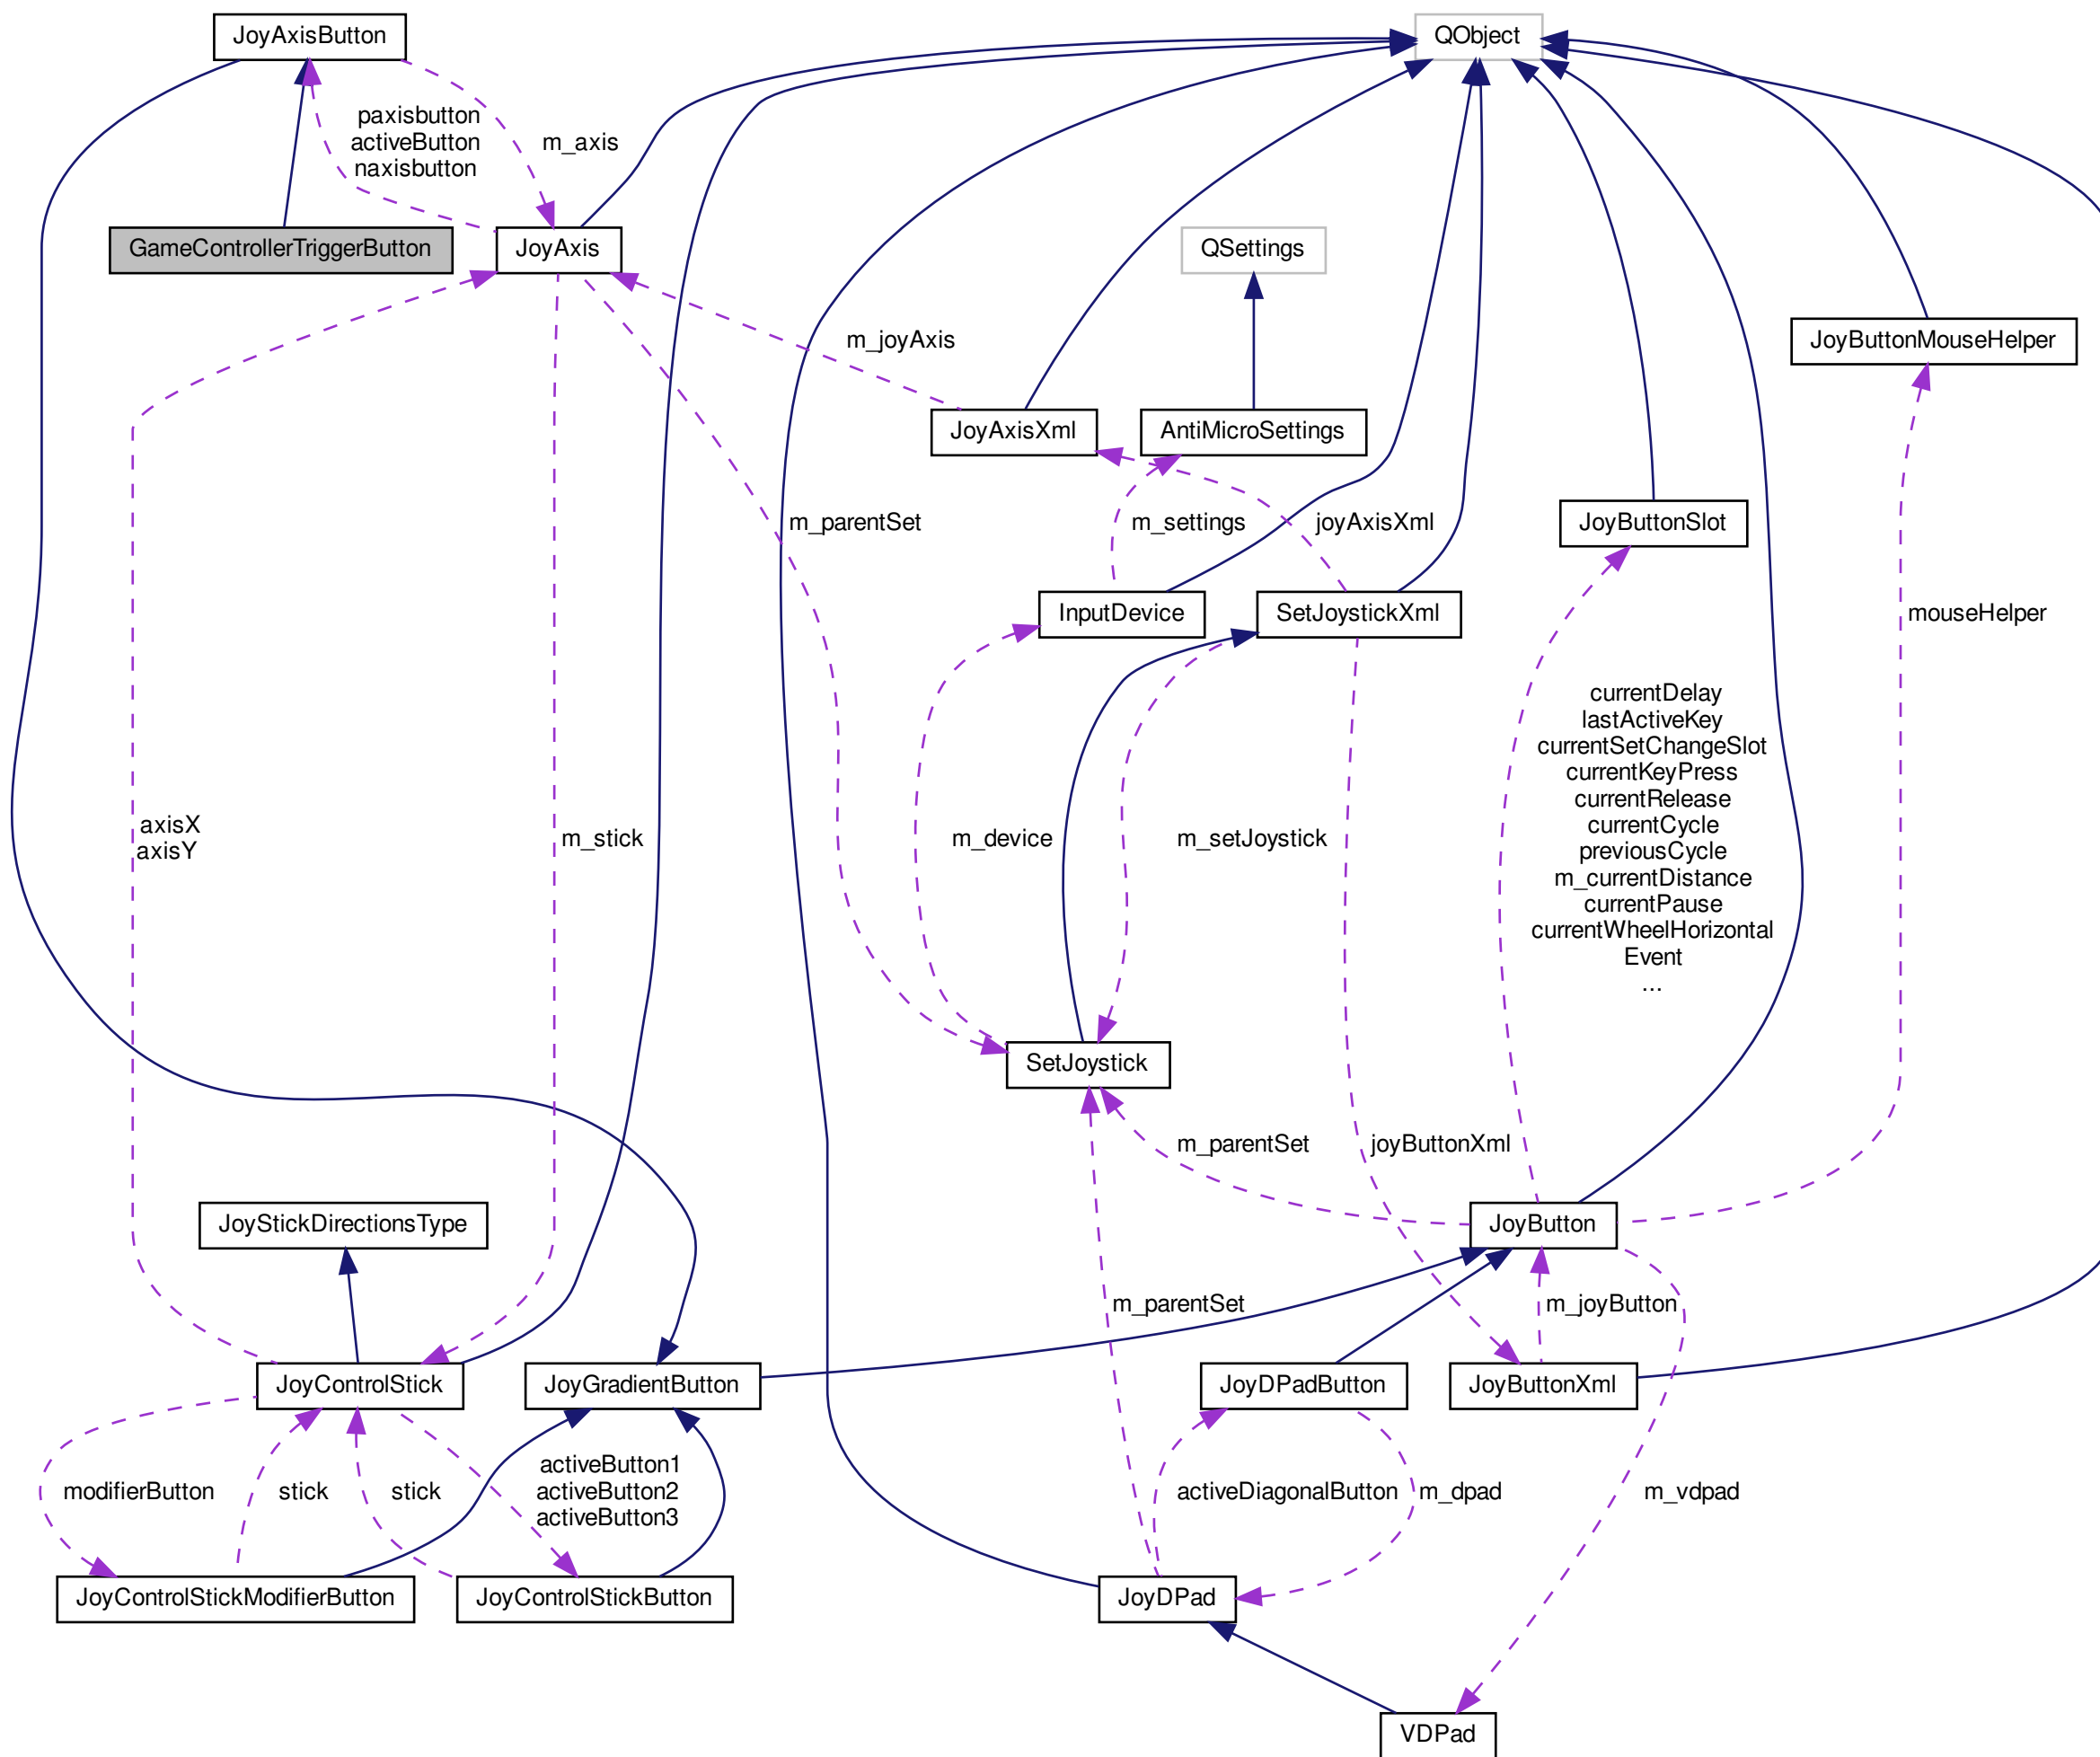 JoyAxisButton
QObject
paxisbutton
activeButton
naxisbutton
m_axis
GameControllerTriggerButton
JoyAxis
QSettings
m_joyAxis
JoyButtonMouseHelper
JoyAxisXml
AntiMicroSettings
m_parentSet
m_settings
joyAxisXml
JoyButtonSlot
InputDevice
SetJoystickXml
mouseHelper
currentDelay
lastActiveKey
currentSetChangeSlot
currentKeyPress
currentRelease
currentCycle
previousCycle
m_currentDistance
currentPause
currentWheelHorizontal
Event
...
axisX
axisY
m_stick
m_device
m_setJoystick
SetJoystick
m_parentSet
joyButtonXml
JoyStickDirectionsType
JoyButton
m_parentSet
m_joyButton
JoyControlStick
JoyGradientButton
JoyDPadButton
JoyButtonXml
modifierButton
stick
stick
activeButton1
activeButton2
activeButton3
activeDiagonalButton
m_dpad
m_vdpad
JoyControlStickModifierButton
JoyControlStickButton
JoyDPad
VDPad